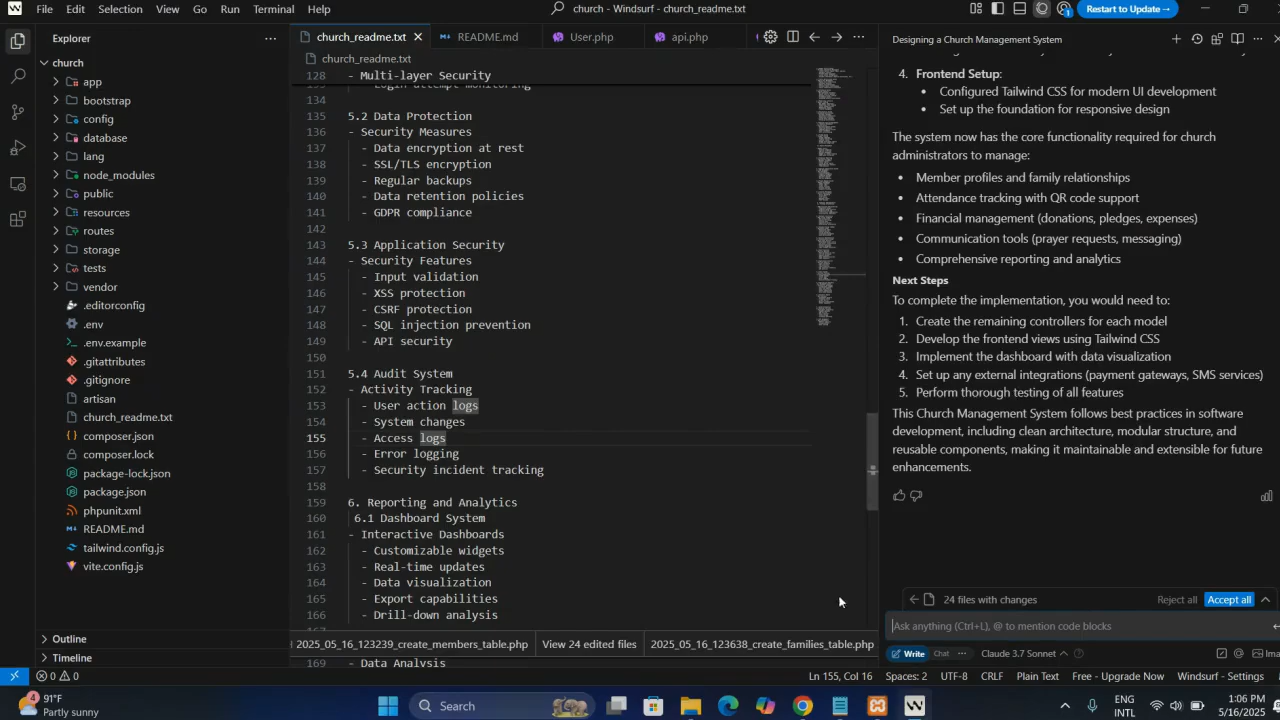 File Edit Selection View Go Run Terminal Help
church - Windsurf - church_readme.txt
Restart to Update →
Explorer
church
app
bootstrap
config
database
lang
node_modules
public
resources
routes
storage
tests
vendor
.editorconfig
.env
.env.example
.gitattributes
.gitignore
artisan
church_readme.txt
composer.json
composer.lock
package-lock.json
package.json
phpunit.xml
README.md
tailwind.config.js
vite.config.js
Outline
Timeline
church_readme.txt README.md User.php api.php
church_readme.txt
128 - Multi-layer Security
- Login attempt monitoring
134
135 5.2 Data Protection
136 - Security Measures
137 - Data encryption at rest
138 - SSL/TLS encryption
139 - Regular backups
140 - Data retention policies
141 - GDPR compliance
142
143 5.3 Application Security
144 - Security Features
145 - Input validation
146 - XSS protection
147 - CSRF protection
148 - SQL injection prevention
149 - API security
150
151 5.4 Audit System
152 - Activity Tracking
153 - User action logs
154 - System changes
155 - Access logs
156 - Error logging
157 - Security incident tracking
158
159 6. Reporting and Analytics
160 6.1 Dashboard System
161 - Interactive Dashboards
162 - Customizable widgets
163 - Real-time updates
164 - Data visualization
165 - Export capabilities
166 - Drill-down analysis
2025_05_16_123239_create_members_table.php View 24 edited files 2025_05_16_123638_create_families_table.php
169 - Data Analysis
Designing a Church Management System
4. Frontend Setup:
• Configured Tailwind CSS for modern UI development
• Set up the foundation for responsive design
The system now has the core functionality required for church
administrators to manage:
• Member profiles and family relationships
• Attendance tracking with QR code support
• Financial management (donations, pledges, expenses)
• Communication tools (prayer requests, messaging)
• Comprehensive reporting and analytics
Next Steps
To complete the implementation, you would need to:
1. Create the remaining controllers for each model
2. Develop the frontend views using Tailwind CSS
3. Implement the dashboard with data visualization
4. Set up any external integrations (payment gateways, SMS services)
5. Perform thorough testing of all features
This Church Management System follows best practices in software
development, including clean architecture, modular structure, and
reusable components, making it maintainable and extensible for future
enhancements.
24 files with changes Reject all Accept all
Ask anything (Ctrl+L), @ to mention code blocks
Write Chat Claude 3.7 Sonnet Ima
0 0 Ln 155, Col 16 Spaces: 2 UTF-8 CRLF Plain Text Free - Upgrade Now Windsurf - Settings
4 91°F
Partly sunny
Search
ENG
INTL
1:06 PM
5/16/2025